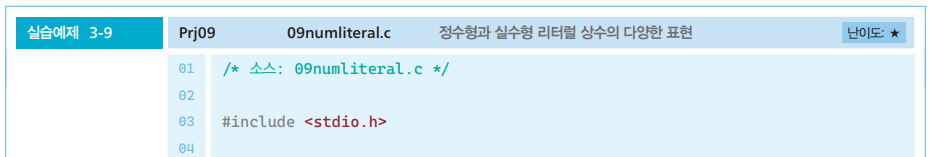 실습예제 3-9 Prj09 09numliteral.c 정수형과 실수형 리터럴 상수의 다양한 표현 난이도: ★
01 /* 소스: 09numliteral.c */
02
03 #include <stdio.h>
04